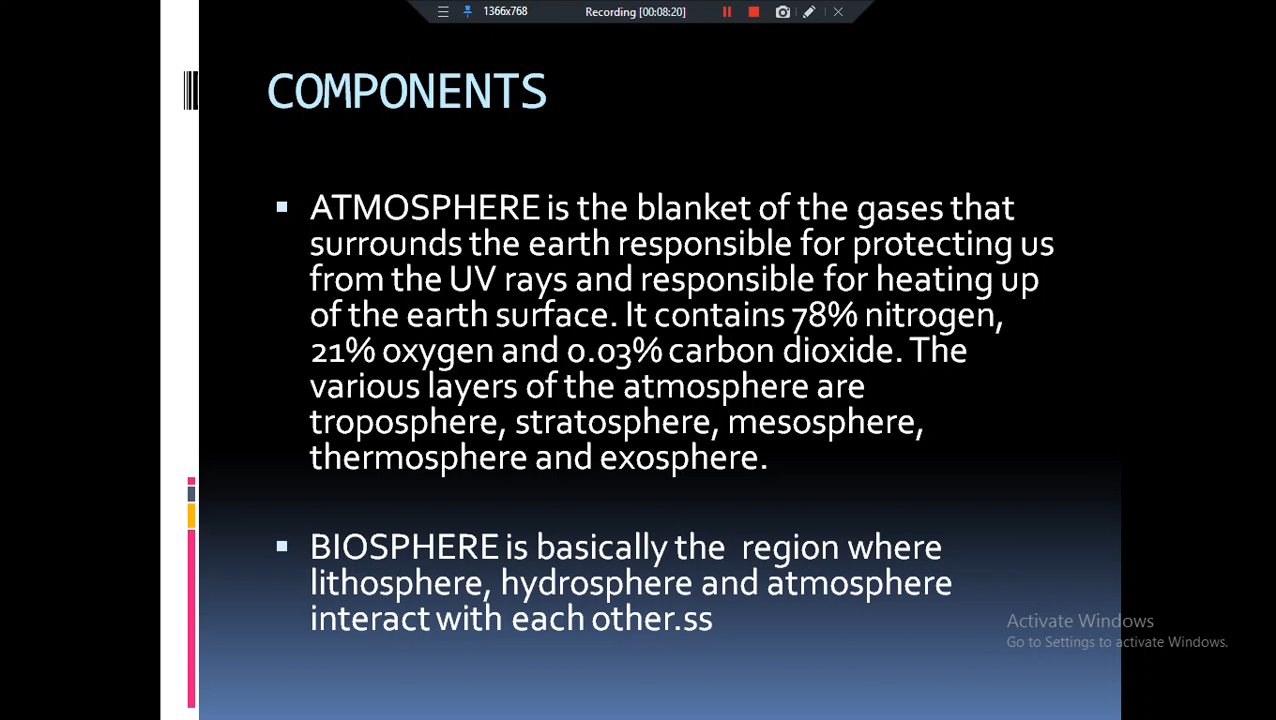 1366x768 Recording [00:08:20]
COMPONENTS
ATMOSPHERE is the blanket of the gases that
surrounds the earth responsible for protecting us
from the UV rays and responsible for heating up
of the earth surface. It contains 78% nitrogen,
21% oxygen and 0.03% carbon dioxide. The
various layers of the atmosphere are
troposphere, stratosphere, mesosphere,
thermosphere and exosphere.
BIOSPHERE is basically the  region where
lithosphere, hydrosphere and atmosphere
interact with each other.ss
Activate Windows
Go to Settings to activate Windows.